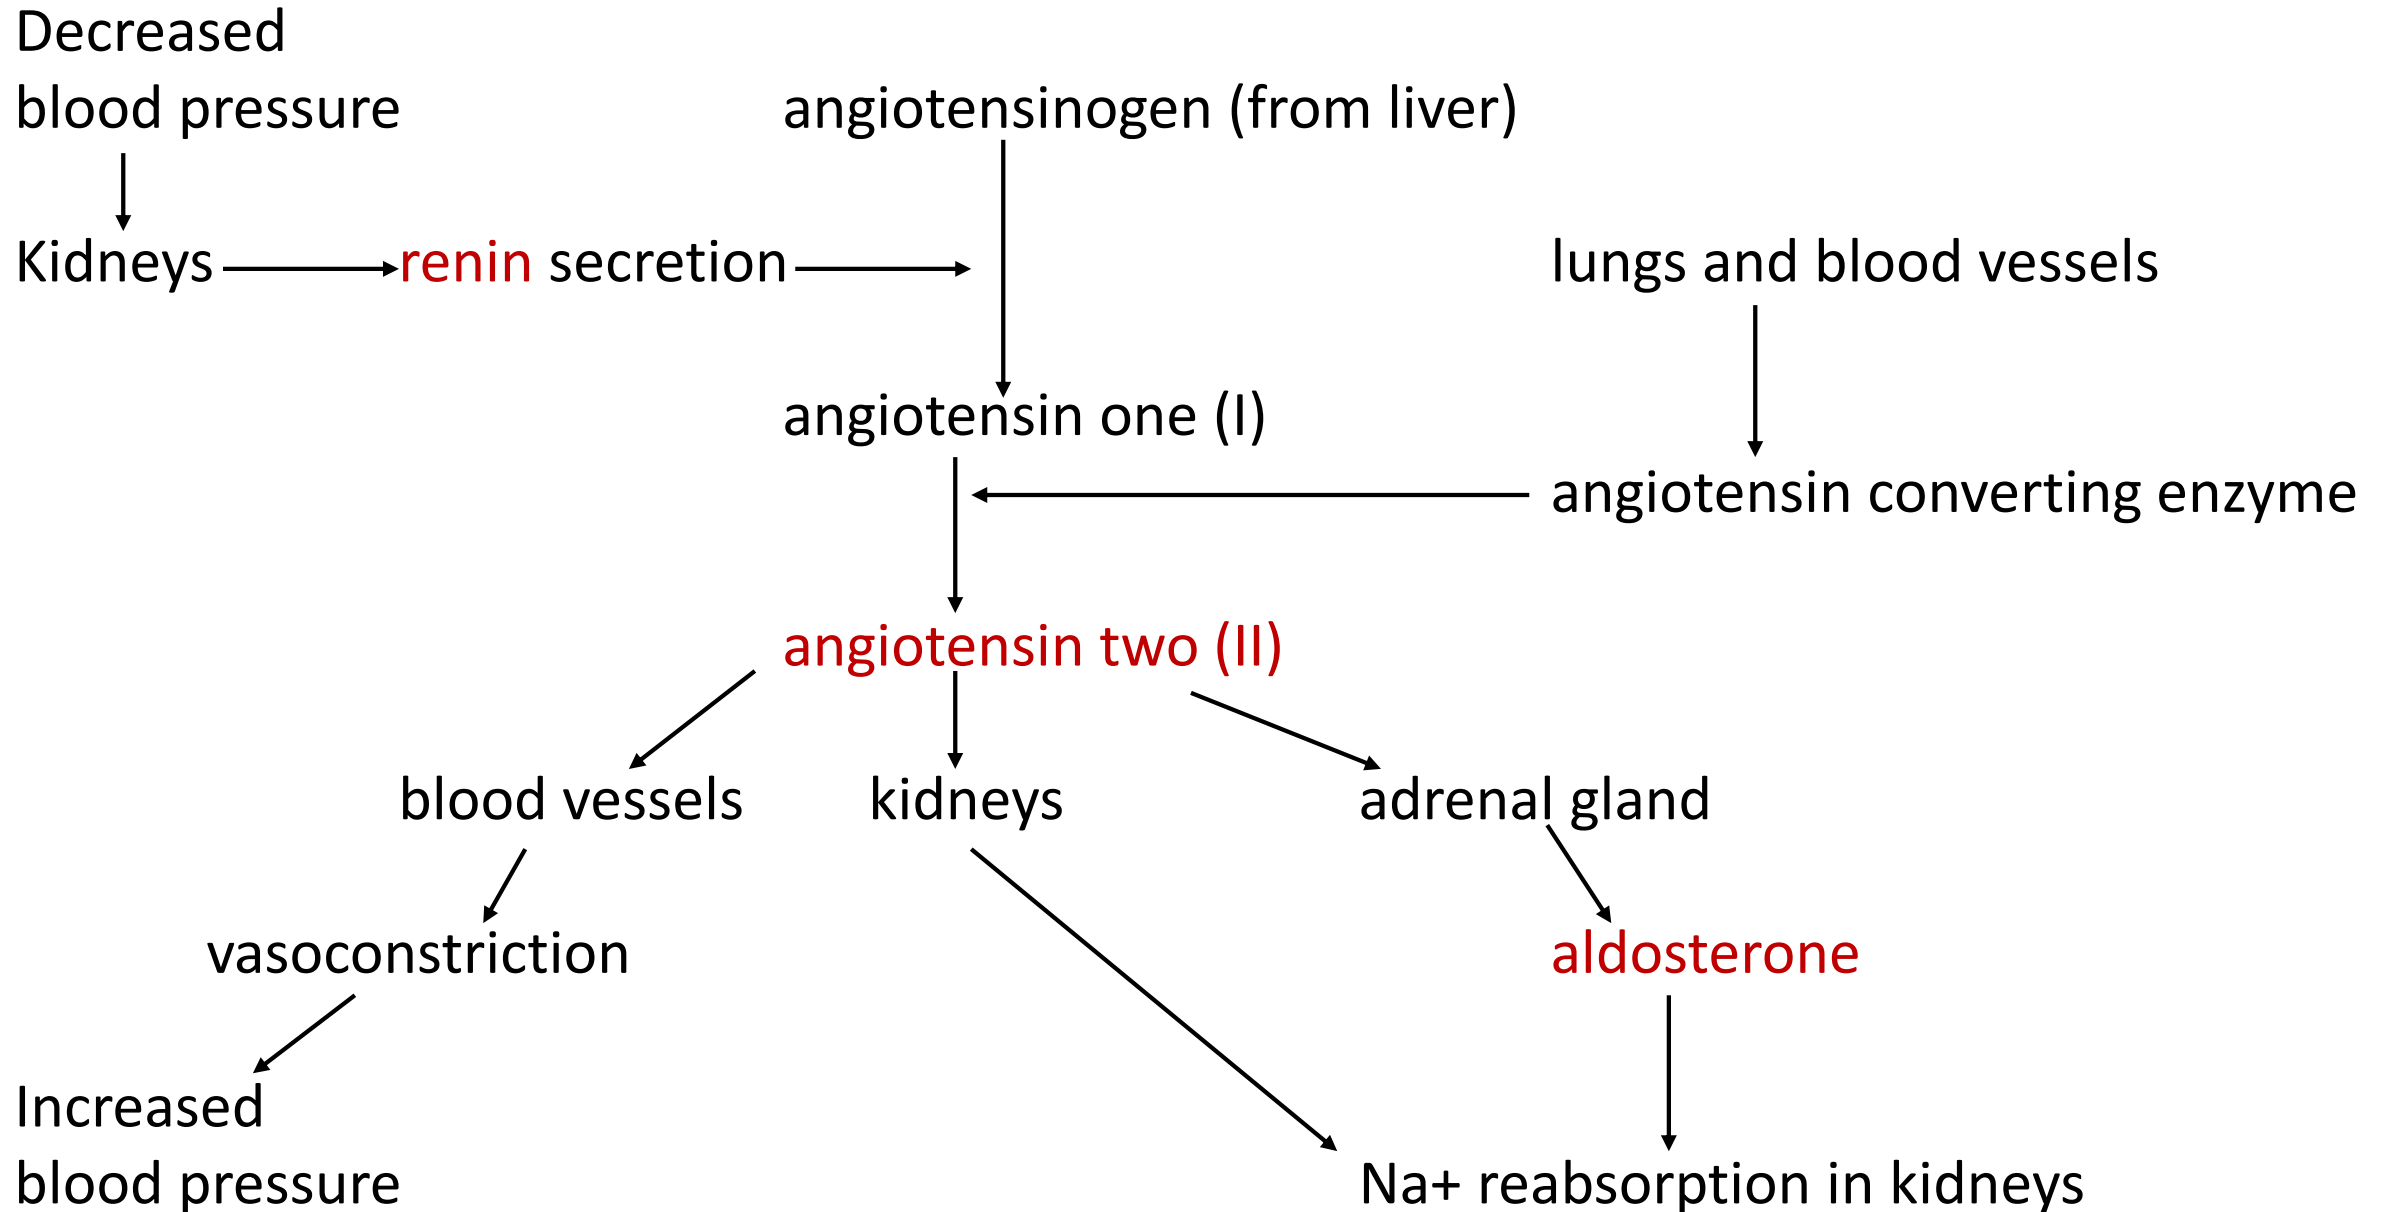 Decreased
blood pressure
angiotensinogen (from liver)
Kidneys
renin secretion
lungs and blood vessels
angiotensin one (I)
angiotensin converting enzyme
angiotensin two (II)
blood vessels
kidneys
adrenal gland
vasoconstriction
aldosterone
Increased
blood pressure
Na+ reabsorption in kidneys